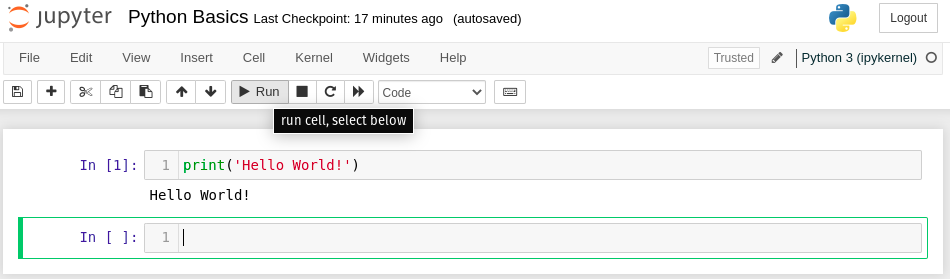 jupyter Python Basics Last Checkpoint: 17 minutes ago (autosaved) Logout
File Edit View Insert Cell Kernel Widgets Help Trusted Python 3 (ipykernel)
Run Code
run cell, select below
In [1]: 1 print('Hello World!')
Hello World!
In [ ]: 1